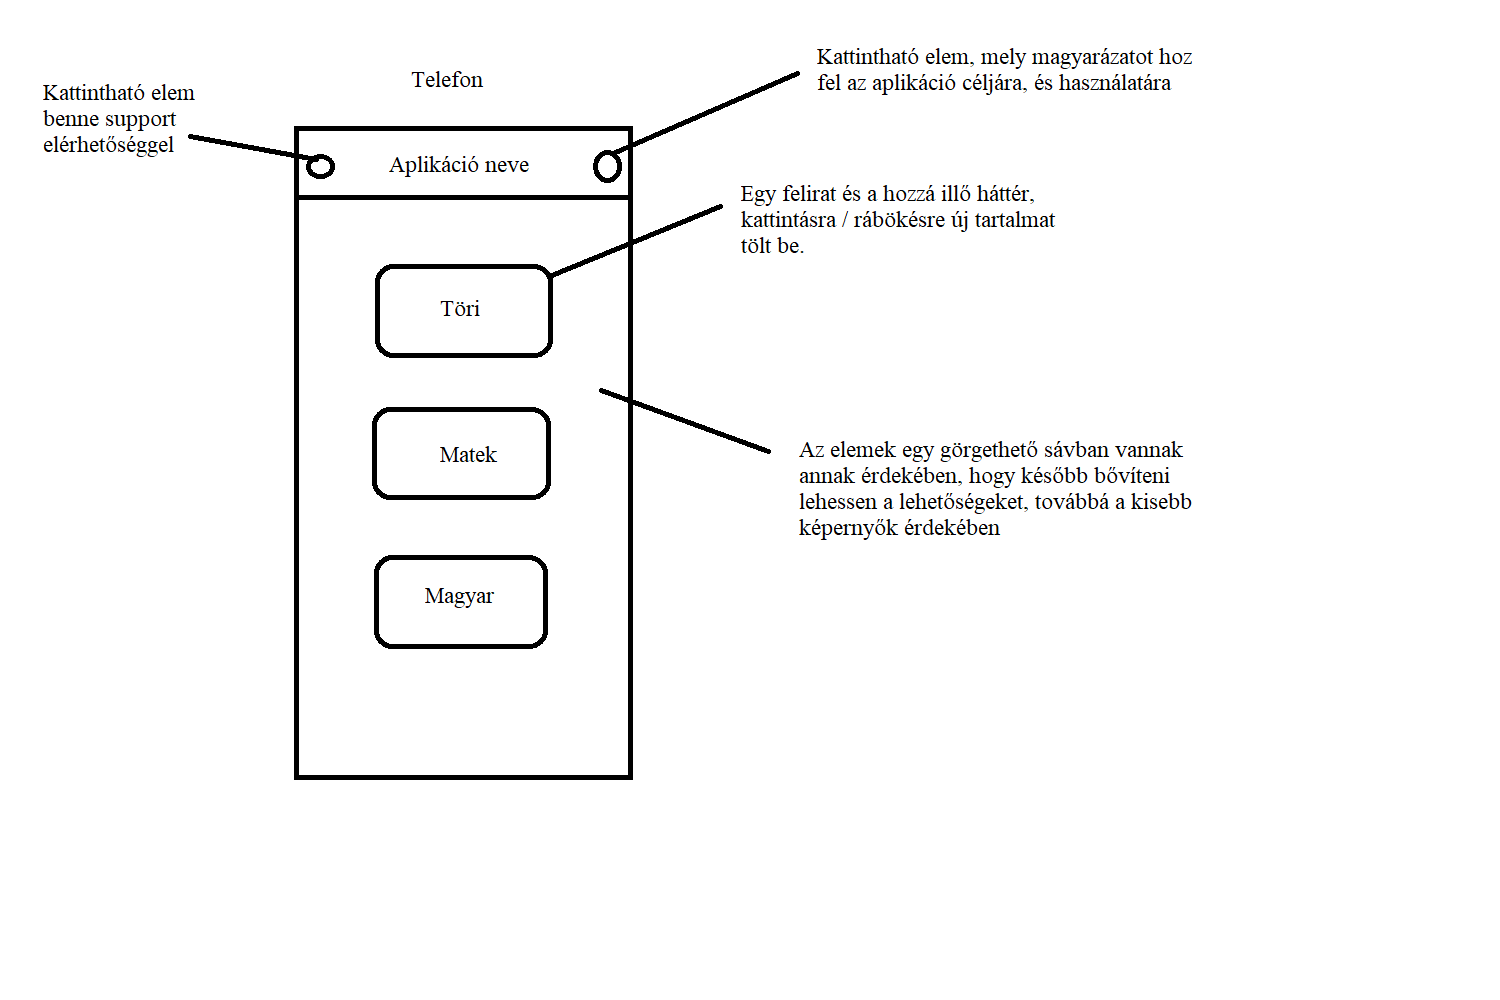 Telefon
Kattintható elem
benne support
elérhetőséggel
Kattintható elem, mely magyarázatot hoz
fel az aplikáció céljára, és használatára
Aplikáció neve
Egy felirat és a hozzá illő háttér,
kattintásra / rábökésre új tartalmat
tölt be.
Töri
Matek
Az elemek egy görgethető sávban vannak
annak érdekében, hogy később bővíteni
lehessen a lehetőségeket, továbbá a kisebb
képernyők érdekében
Magyar